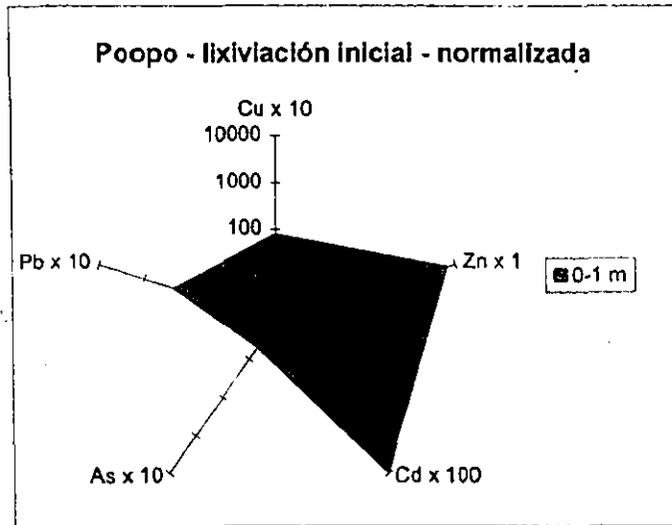 Poopo - lixiviación inicial - normalizada
Cu x 10
10000
1000
100
Pb x 10
Zn x 1
0-1 m
As x 10
Cd x 100